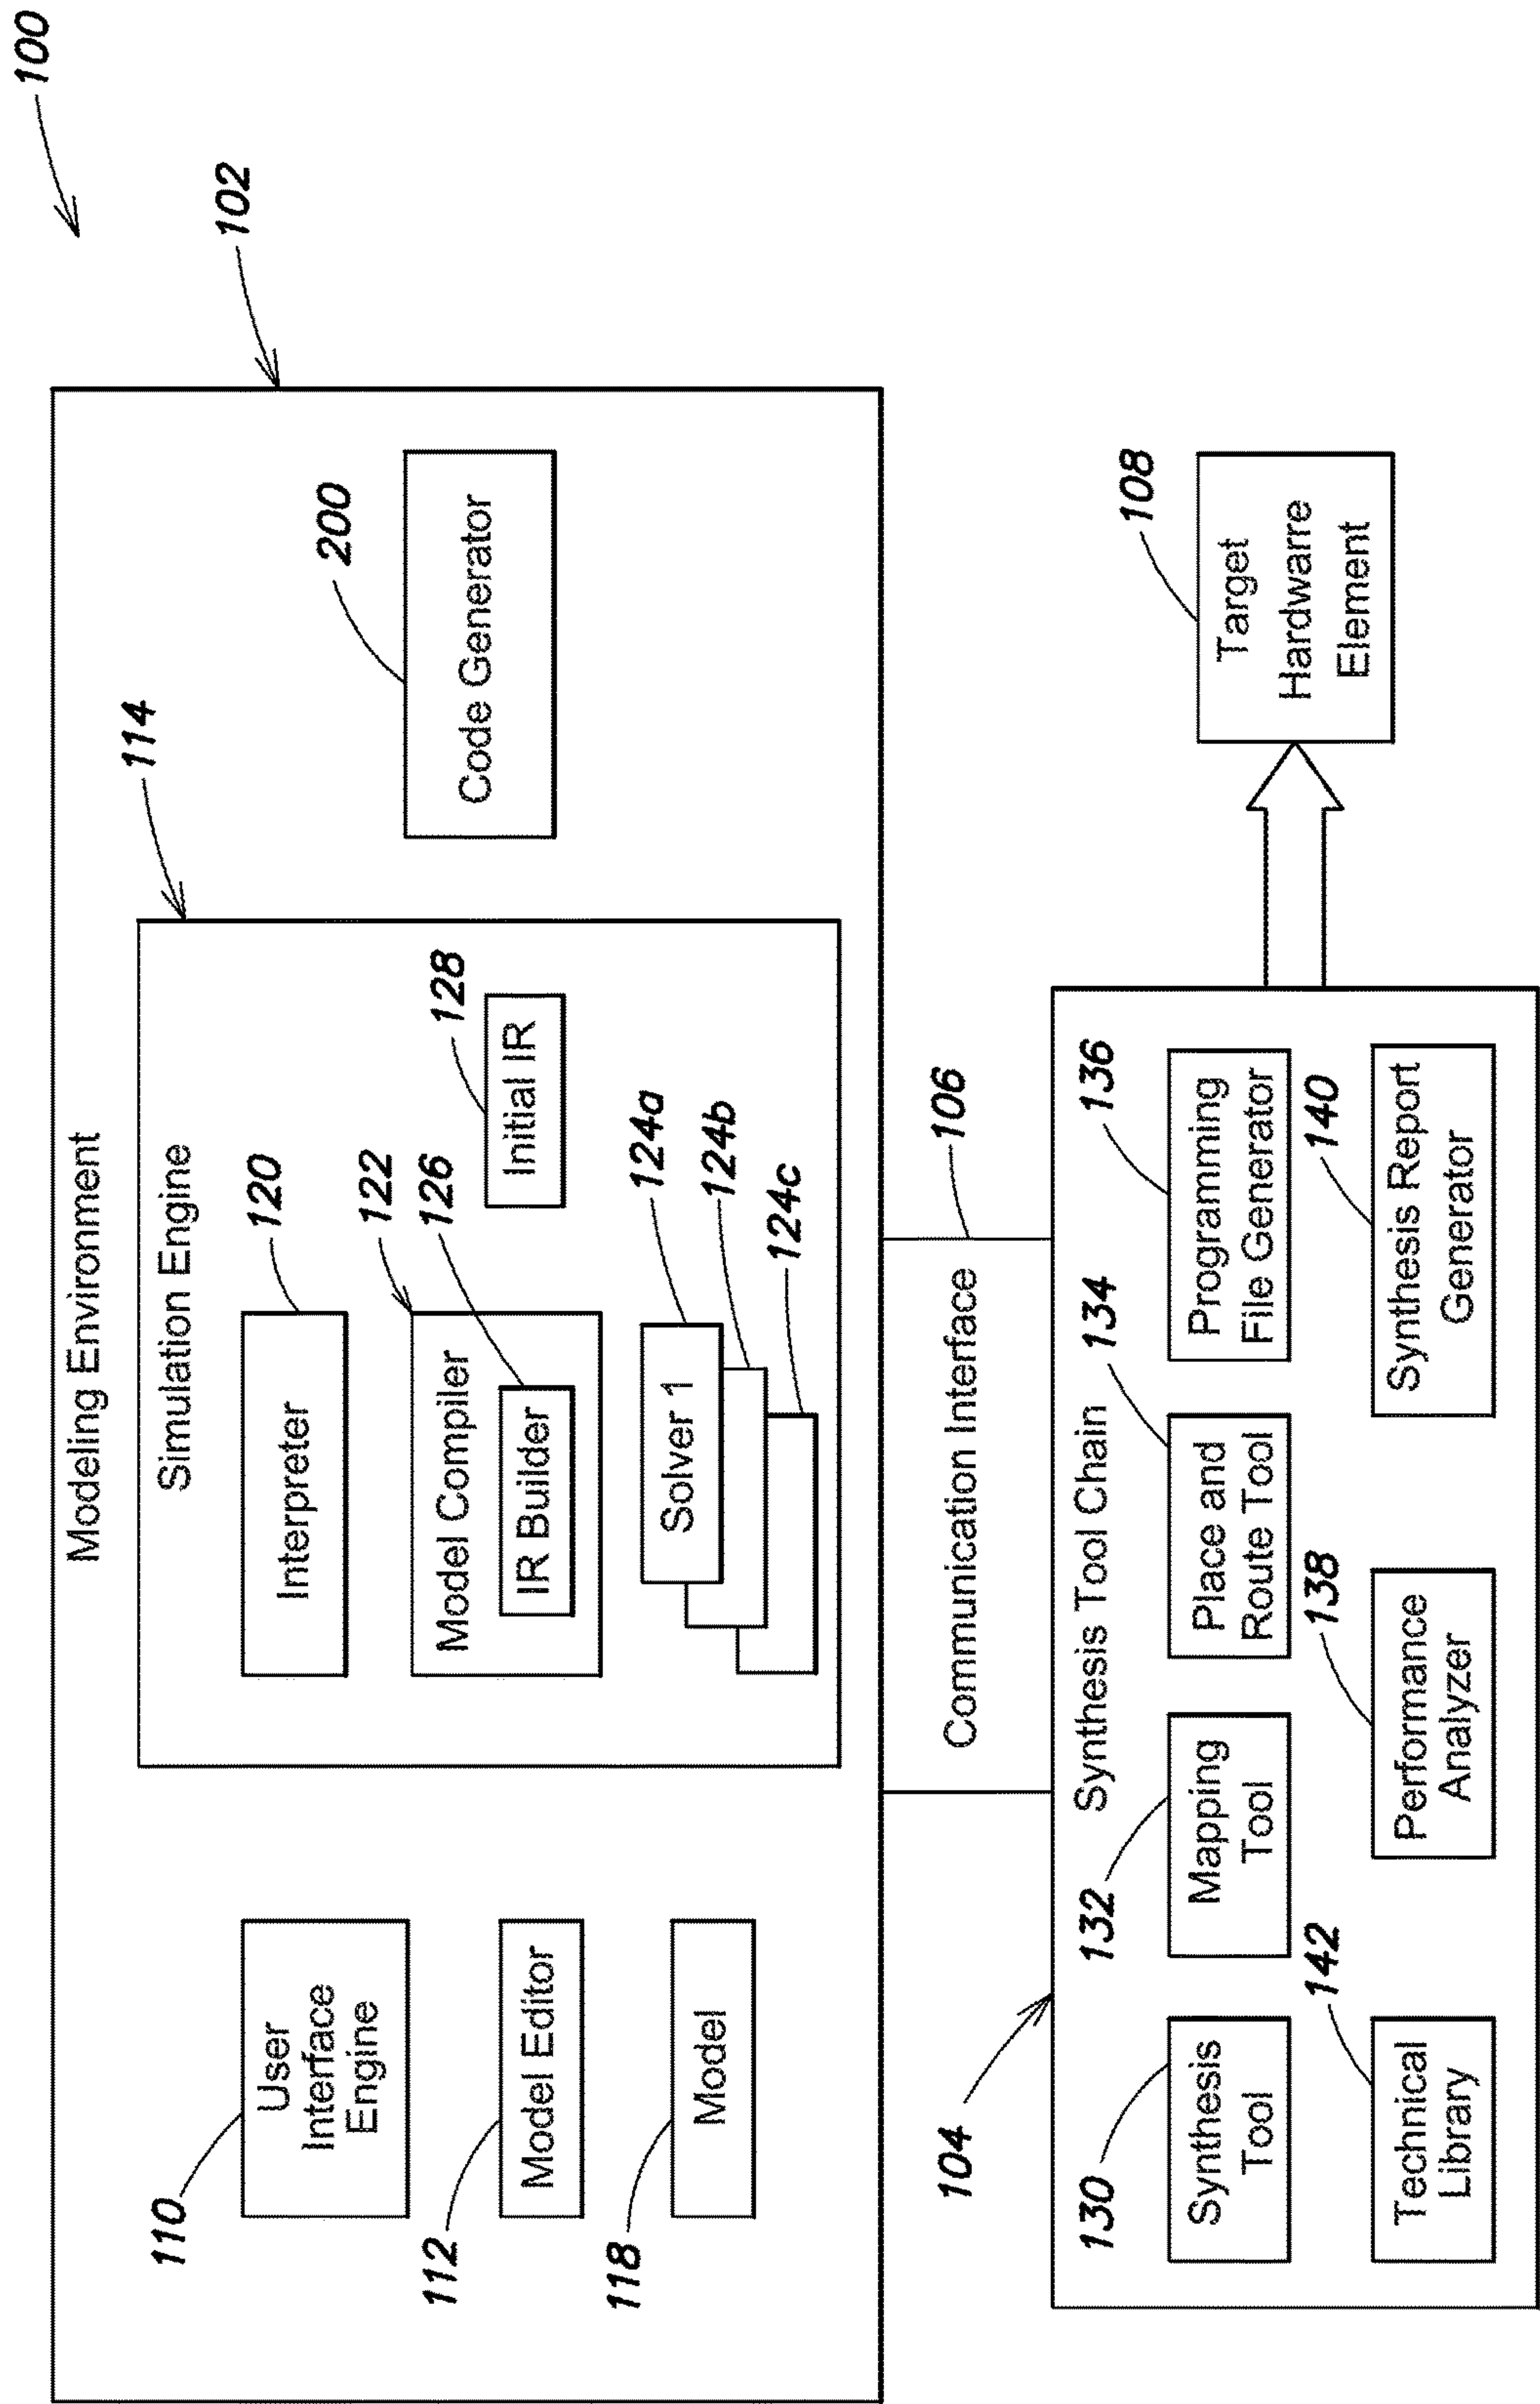 100
102
Modeling Environment
114
Simulation Engine
110
User
Interface
Engine
120
Interpreter
200
Code Generator
122
Model Compiler
126
IR Builder
128
Initial IR
112
Model Editor
118
Model
124a
Solver 1
124b
124c
Communication Interface
106
104
Synthesis Tool Chain
130
Synthesis
Tool
132
Mapping
Tool
134
Place and
Route Tool
136
Programming
File Generator
108
Target
Hardwarre
Element
142
Technical
Library
138
Performance
Analyzer
140
Synthesis Report
Generator